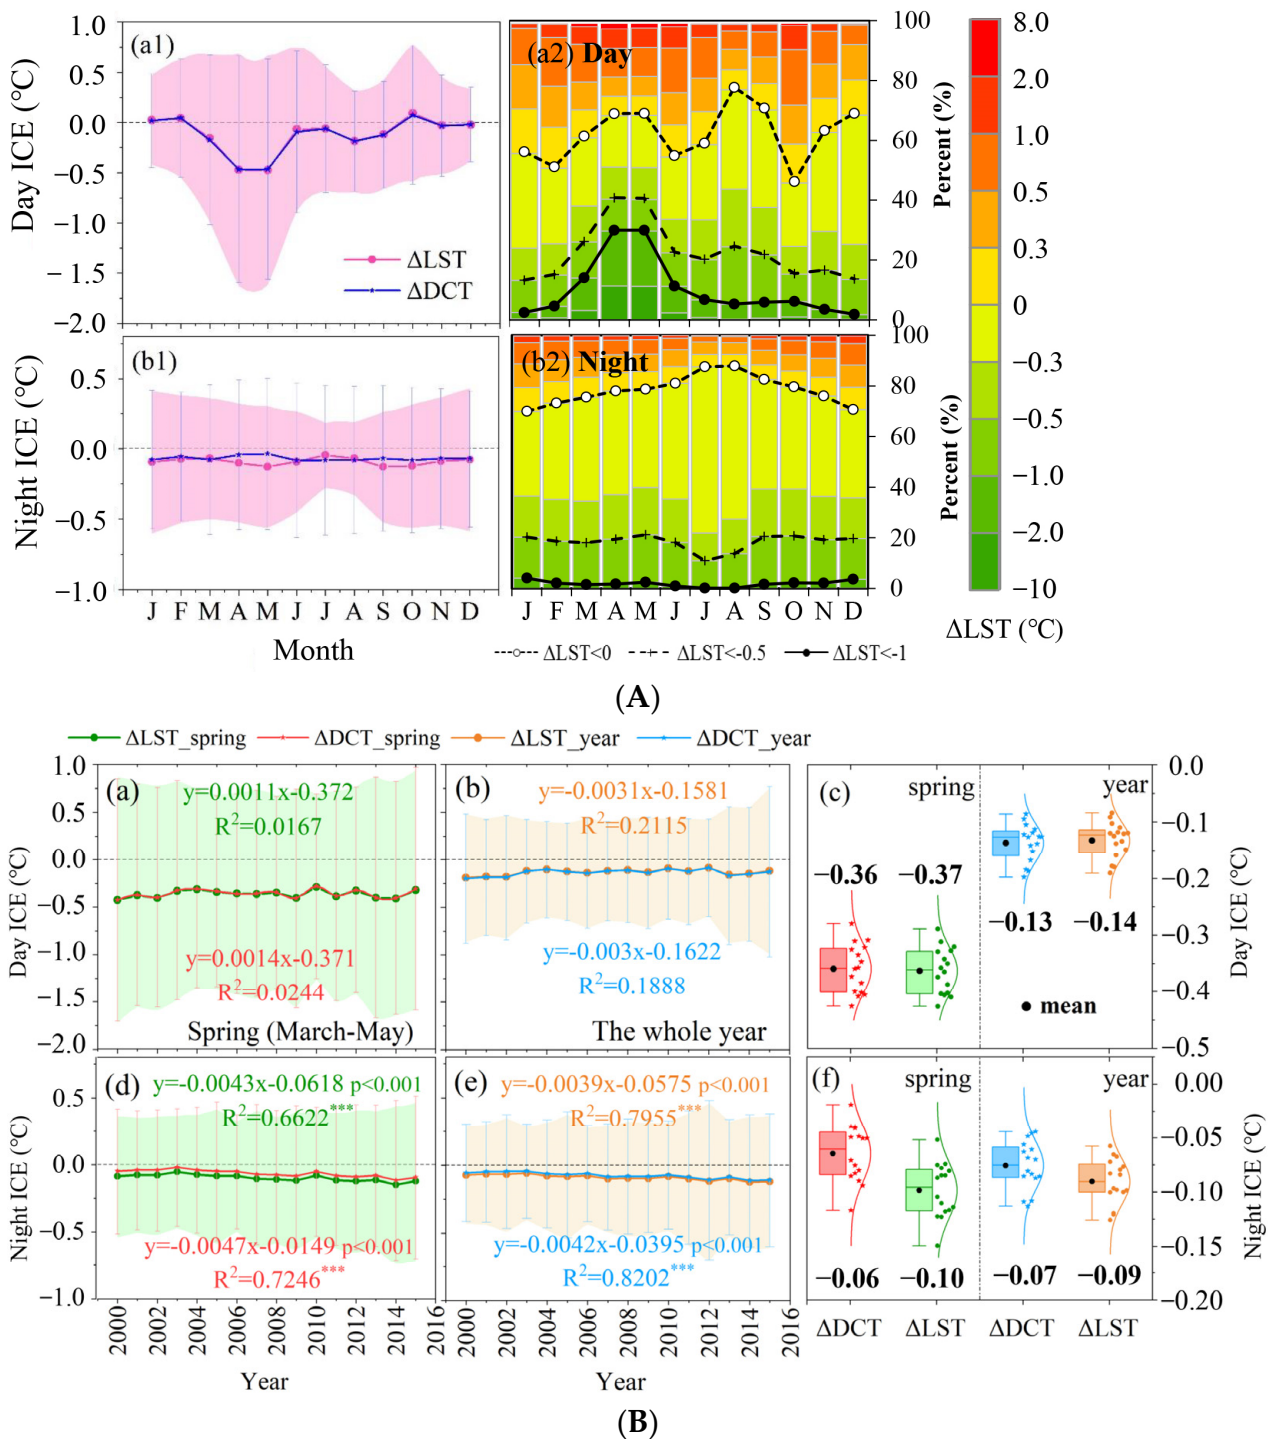 1.0
0.5
0.0
−0.5
−1.0
−1.5
−2.0
Day ICE (℃)
(a1)
ΔLST
ΔDCT
(a2) Day
100
80
60
40
20
0
Percent (%)
8.0
2.0
1.0
0.5
0.3
0
−0.3
−0.5
−1.0
−2.0
−10
ΔLST (℃)
0.5
0.0
−0.5
−1.0
Night ICE (℃)
(b1)
J F M A M J J A S O N D
Month
(b2) Night
100
80
60
40
20
0
Percent (%)
J F M A M J J A S O N D
ΔLST<0 ΔLST<-0.5 ΔLST<-1
(A)
ΔLST_spring ΔDCT_spring ΔLST_year ΔDCT_year
1.0
0.5
0.0
−0.5
−1.0
−1.5
−2.0
Day ICE (℃)
(a)
y=0.0011x-0.372
R²=0.0167
y=0.0014x-0.371
R²=0.0244
Spring (March-May)
(b)
y=-0.0031x-0.1581
R²=0.2115
y=-0.003x-0.1622
R²=0.1888
The whole year
(c)
spring year
−0.36 −0.37
−0.13 −0.14
mean
0.0
−0.1
−0.2
−0.3
−0.4
−0.5
Day ICE (℃)
0.5
0.0
−0.5
−1.0
Night ICE (℃)
(d)
y=-0.0043x-0.0618 p<0.001
R²=0.6622***
y=-0.0047x-0.0149 p<0.001
R²=0.7246***
(e)
y=-0.0039x-0.0575 p<0.001
R²=0.7955***
y=-0.0042x-0.0395 p<0.001
R²=0.8202***
(f)
spring year
−0.06 −0.10 −0.07 −0.09
0.00
−0.05
−0.10
−0.15
−0.20
Night ICE (℃)
2000 2002 2004 2006 2008 2010 2012 2014 2016
2000 2002 2004 2006 2008 2010 2012 2014 2016
ΔDCT ΔLST ΔDCT ΔLST
Year
Year
(B)